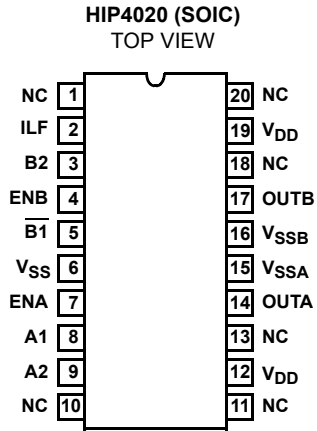 HIP4020 (SOIC)
TOP VIEW
NC 1 20 NC
ILF 2 19 VDD
B2 3 18 NC
ENB 4 17 OUTB
B1̅ 5 16 VSSB
VSS 6 15 VSSA
ENA 7 14 OUTA
A1 8 13 NC
A2 9 12 VDD
NC 10 11 NC